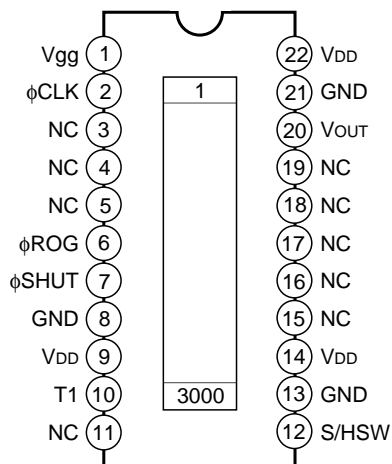 Vgg 1 22 VDD
ϕCLK 2 1 21 GND
NC 3 20 VOUT
NC 4 19 NC
NC 5 18 NC
ϕROG 6 17 NC
ϕSHUT 7 16 NC
GND 8 15 NC
VDD 9 14 VDD
T1 10 3000 13 GND
NC 11 12 S/HSW